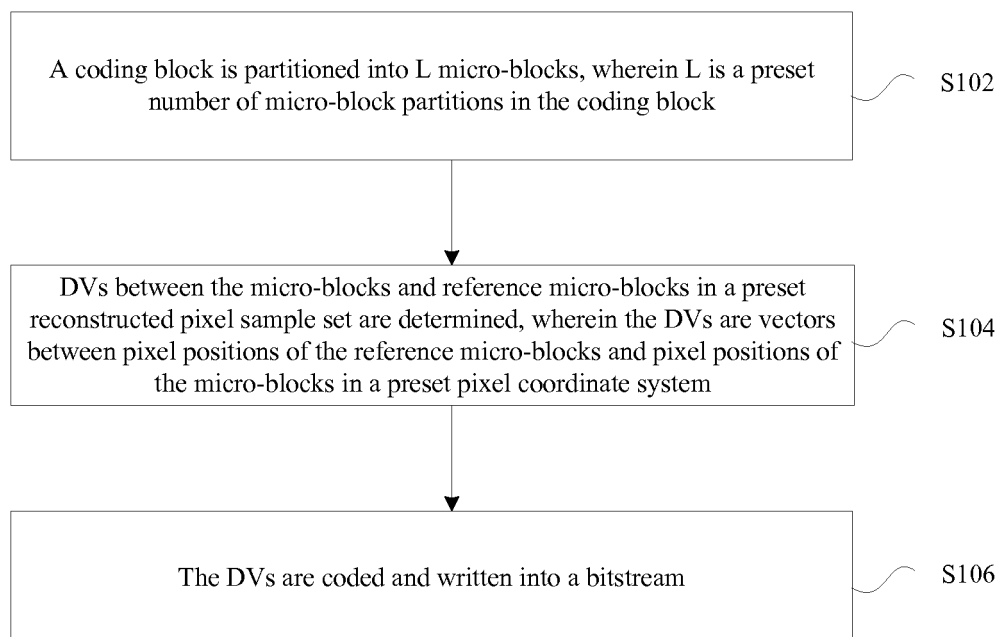 A coding block is partitioned into L micro-blocks, wherein L is a preset
number of micro-block partitions in the coding block
S102
DVs between the micro-blocks and reference micro-blocks in a preset
reconstructed pixel sample set are determined, wherein the DVs are vectors
between pixel positions of the reference micro-blocks and pixel positions of
the micro-blocks in a preset pixel coordinate system
S104
The DVs are coded and written into a bitstream
S106